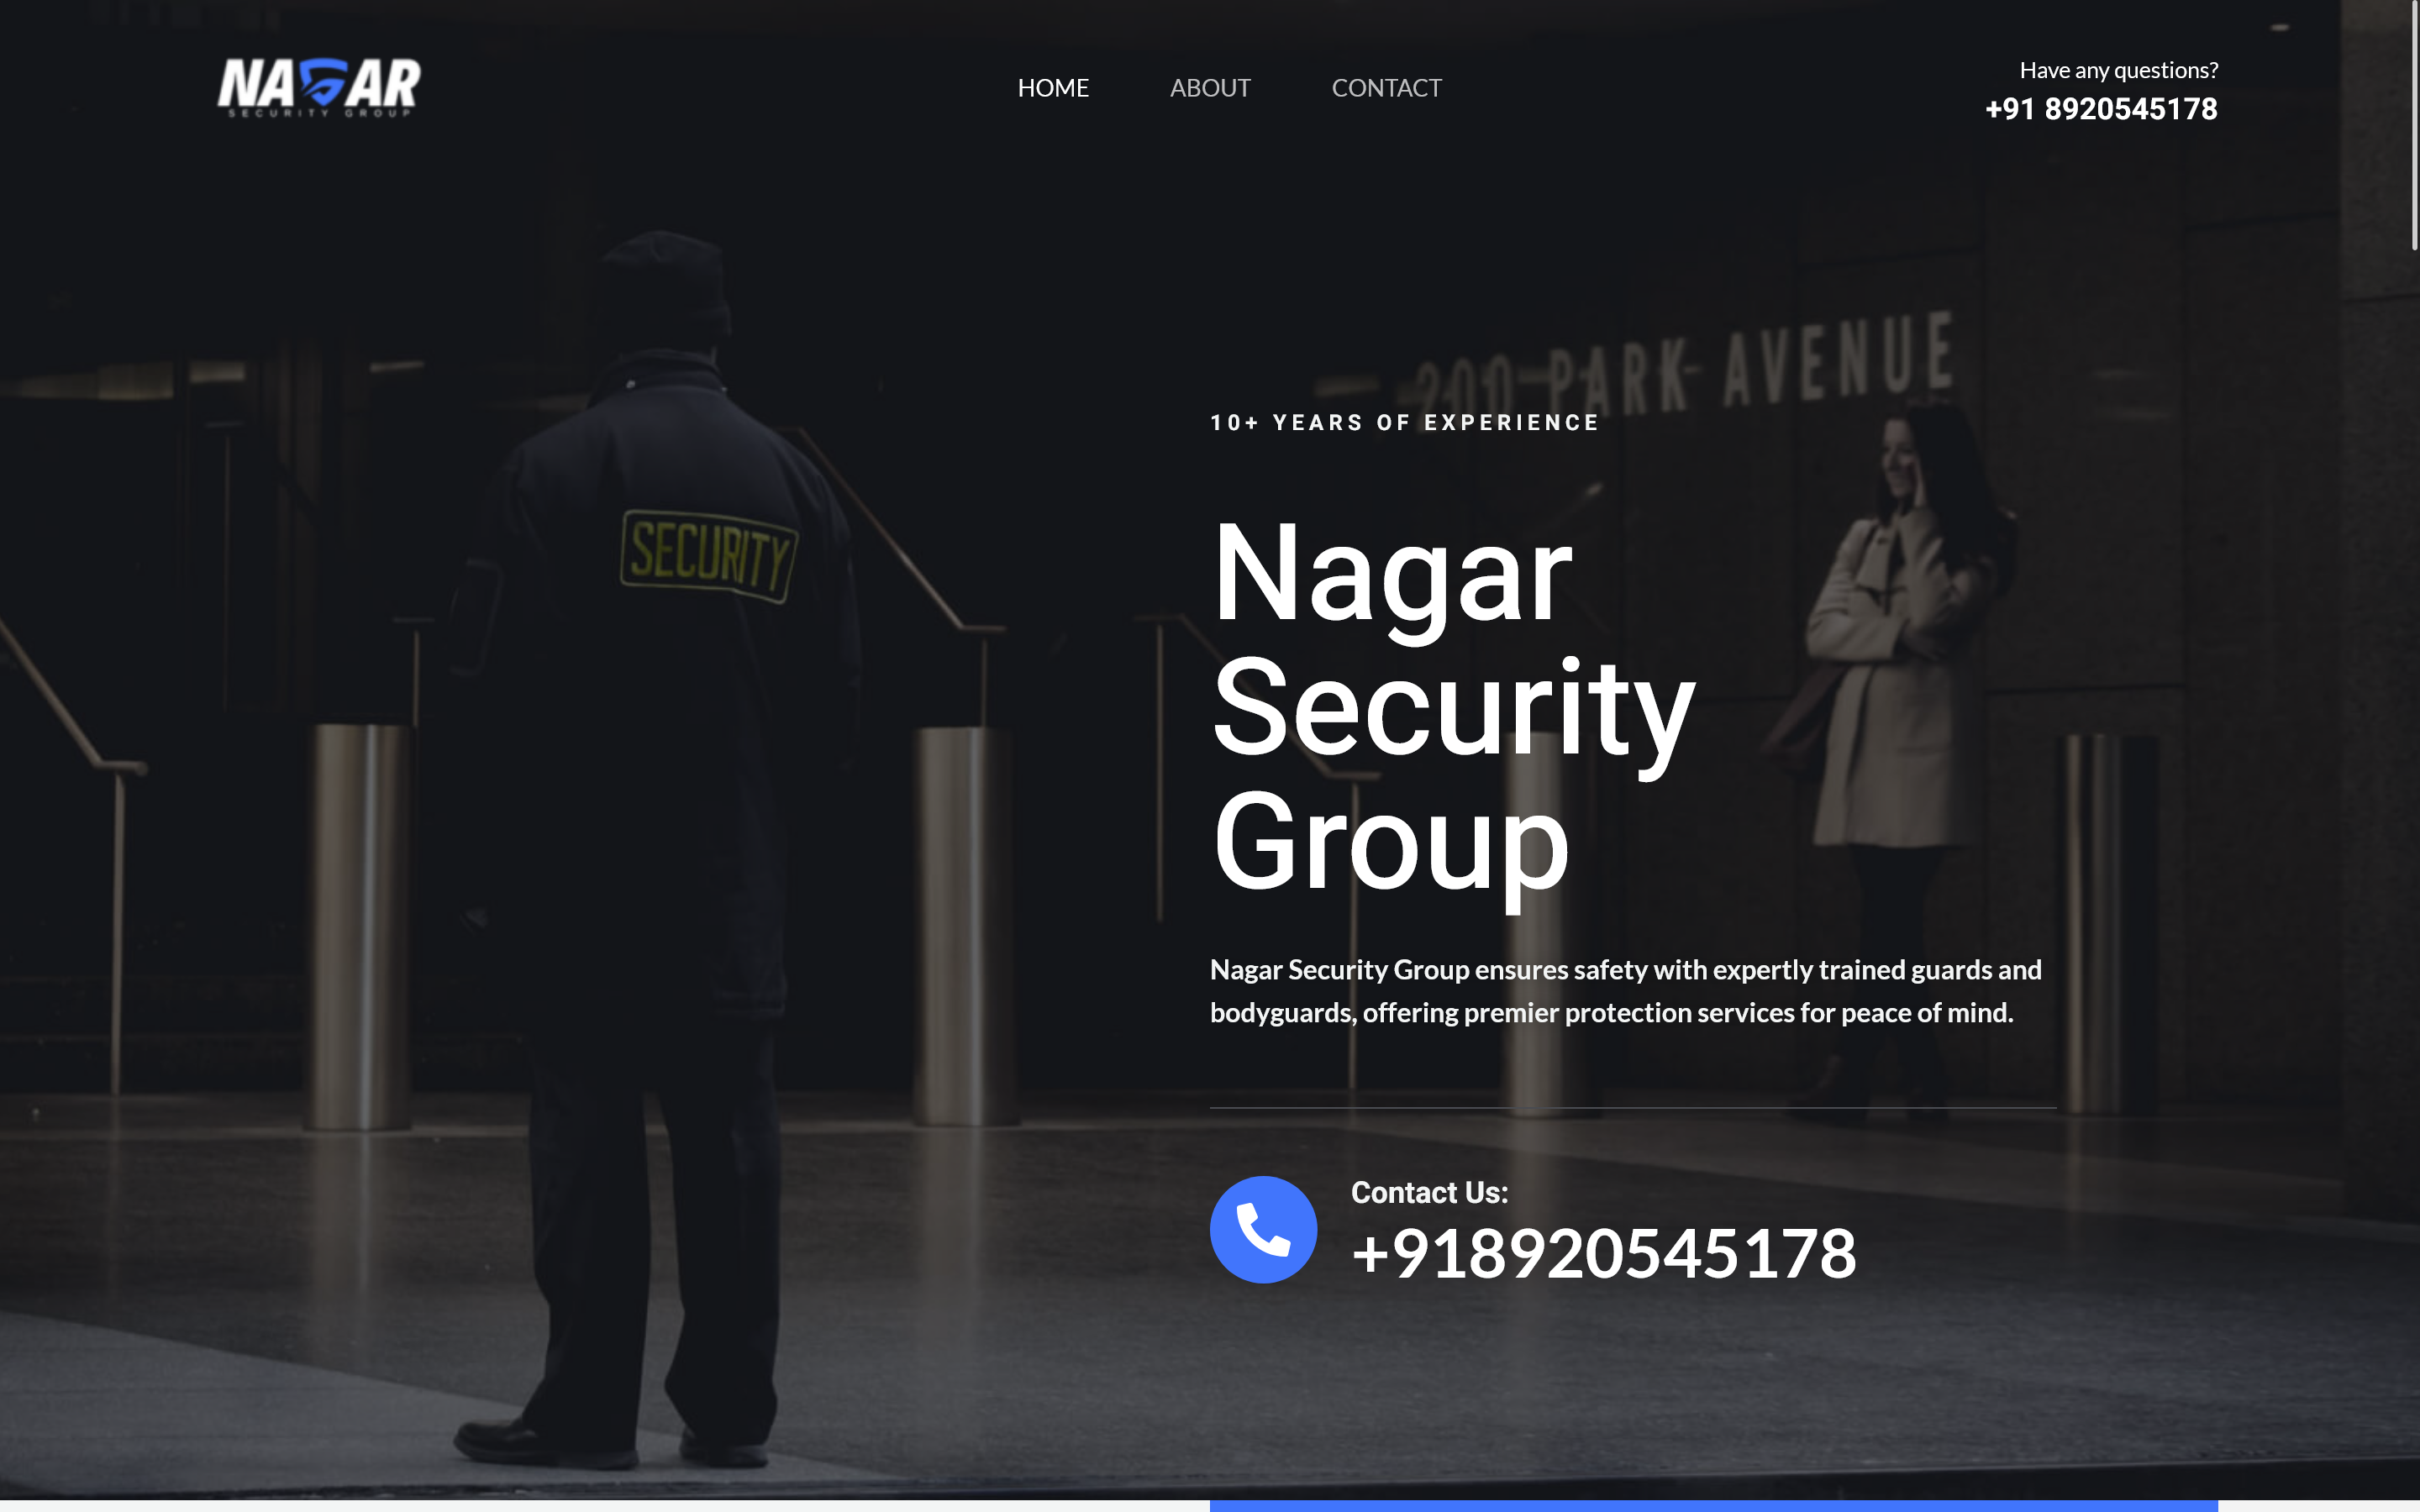 NAGAR
SECURITY GROUP
HOME
ABOUT
CONTACT
Have any questions?
+91 8920545178
200 PARK AVENUE
10+ YEARS OF EXPERIENCE
SECURITY
Nagar
Security
Group
Nagar Security Group ensures safety with expertly trained guards and
bodyguards, offering premier protection services for peace of mind.
Contact Us:
+918920545178